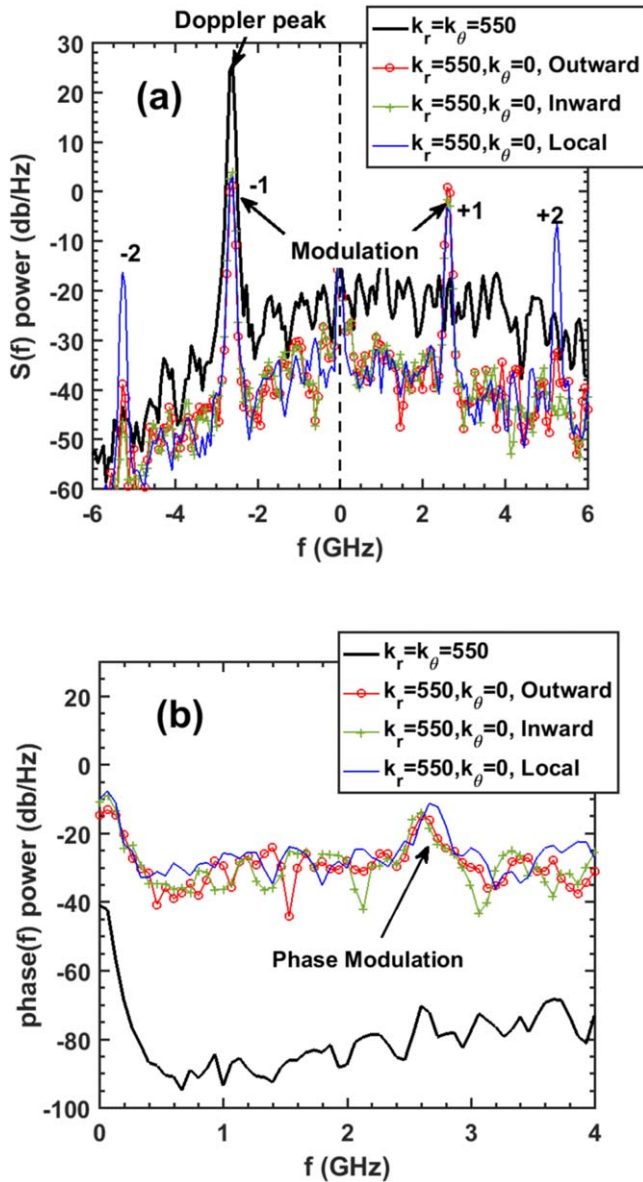 Doppler peak
k_r=k_θ=550
k_r=550,k_θ=0, Outward
k_r=550,k_θ=0, Inward
k_r=550,k_θ=0, Local
(a)
30
20
10
0
-10
-20
-30
-40
-50
-60
S(f) power (db/Hz)
-2
-1
+1
+2
Modulation
-6 -4 -2 0 2 4 6
f (GHz)
k_r=k_θ=550
k_r=550,k_θ=0, Outward
k_r=550,k_θ=0, Inward
k_r=550,k_θ=0, Local
(b)
20
0
-20
-40
-60
-80
-100
phase(f) power (db/Hz)
Phase Modulation
0 1 2 3 4
f (GHz)